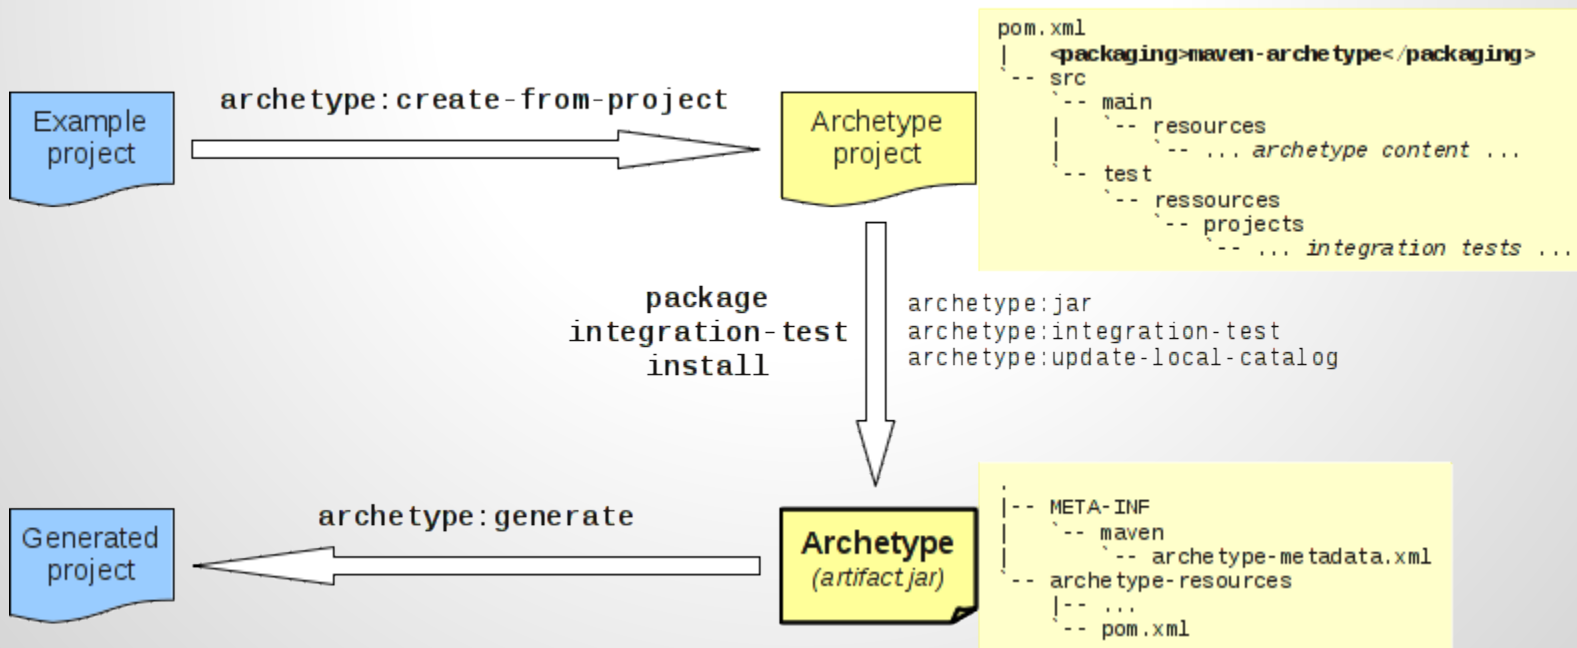 pom.xml
|   <packaging>maven-archetype</packaging>
`-- src
    `-- main
    |   `-- resources
    |       `-- ... archetype content ...
    `-- test
        `-- ressources
            `-- projects
                `-- ... integration tests ...
archetype:create-from-project
Example
project
Archetype
project
package
integration-test
install
archetype:jar
archetype:integration-test
archetype:update-local-catalog
archetype:generate
Generated
project
Archetype
(artifact jar)
.
|-- META-INF
|   `-- maven
|       `-- archetype-metadata.xml
`-- archetype-resources
    |-- ...
    `-- pom.xml